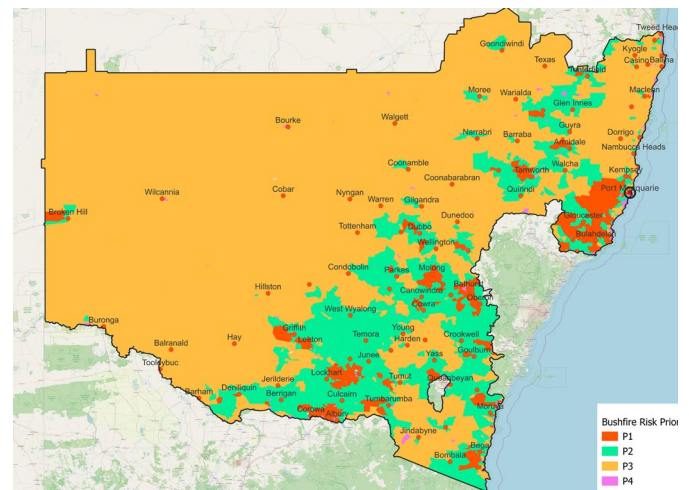 Tweed Head
Goondiwindi
Kyogle
Texas
Casino Ballina
Tenterfield
Moree
Warialda
Maclean
Glen Innes
Bourke
Walgett
Guyra
Narrabri
Barraba
Armidale
Dorrigo
Nambucca Heads
Coonamble
Tamworth
Walcha
Kempsey
Coonabarabran
Wilcannia
Cobar
Nyngan
Quirindi
Port Macquarie
Warren
Gilgandra
Broken Hill
Dunedoo
Gloucester
Tottenham
Dubbo
Bulahdelah
Wellington
Condobolin
Parkes
Molong
Hillston
Canowindra
Bathurst
Oberon
Cowra
West Wyalong
Buronga
Griffith
Young
Crookwell
Temora
Hay
Leeton
Harden
Balranald
Junee
Yass
Goulburn
Tooleybuc
Lockhart
Jerilderie
Tumut
Queanbeyan
Barham
Deniliquin
Berrigan
Culcairn
Tumbarumba
Corowa
Moruya
Albury
Jindabyne
Bega
Bombala
Bushfire Risk Prior
P1
P2
P3
P4